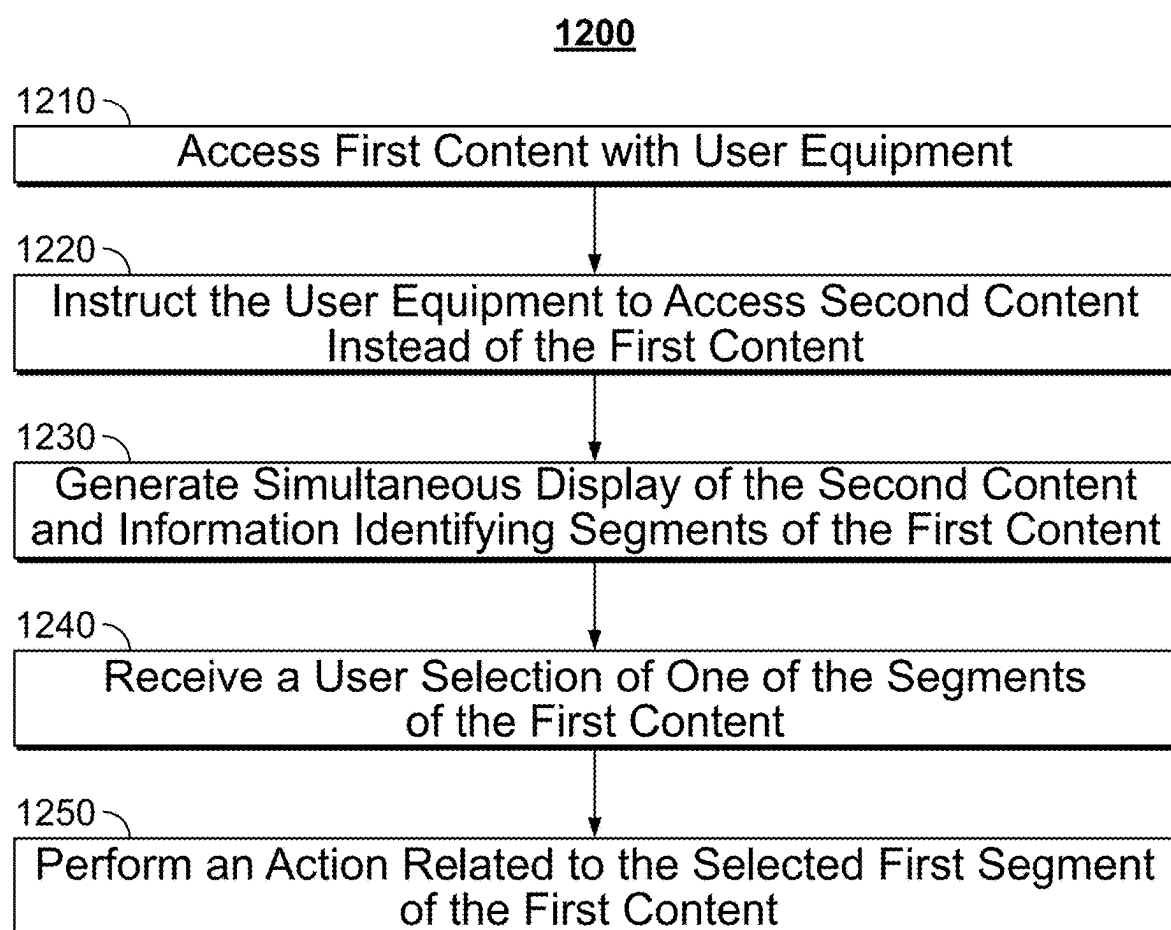 1200
1210
Access First Content with User Equipment
1220
Instruct the User Equipment to Access Second Content
Instead of the First Content
1230
Generate Simultaneous Display of the Second Content
and Information Identifying Segments of the First Content
1240
Receive a User Selection of One of the Segments
of the First Content
1250
Perform an Action Related to the Selected First Segment
of the First Content